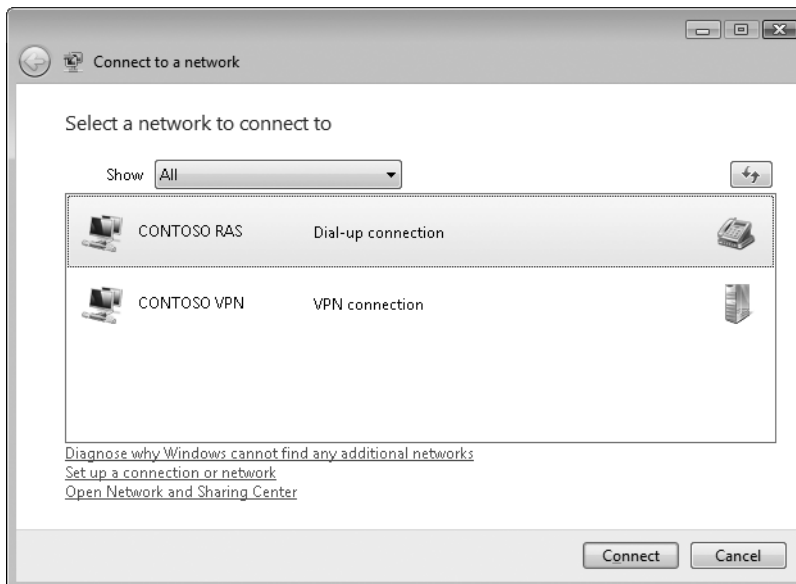 Connect to a network
Select a network to connect to
Show All
CONTOSO RAS Dial-up connection
CONTOSO VPN VPN connection
Diagnose why Windows cannot find any additional networks
Set up a connection or network
Open Network and Sharing Center
Connect Cancel